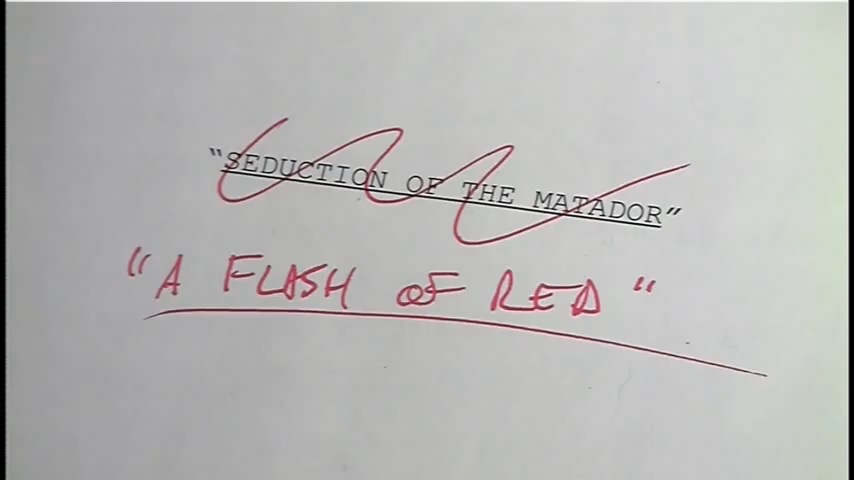 "SEDUCTION OF THE MATADOR"
"A FLASH OF RED"